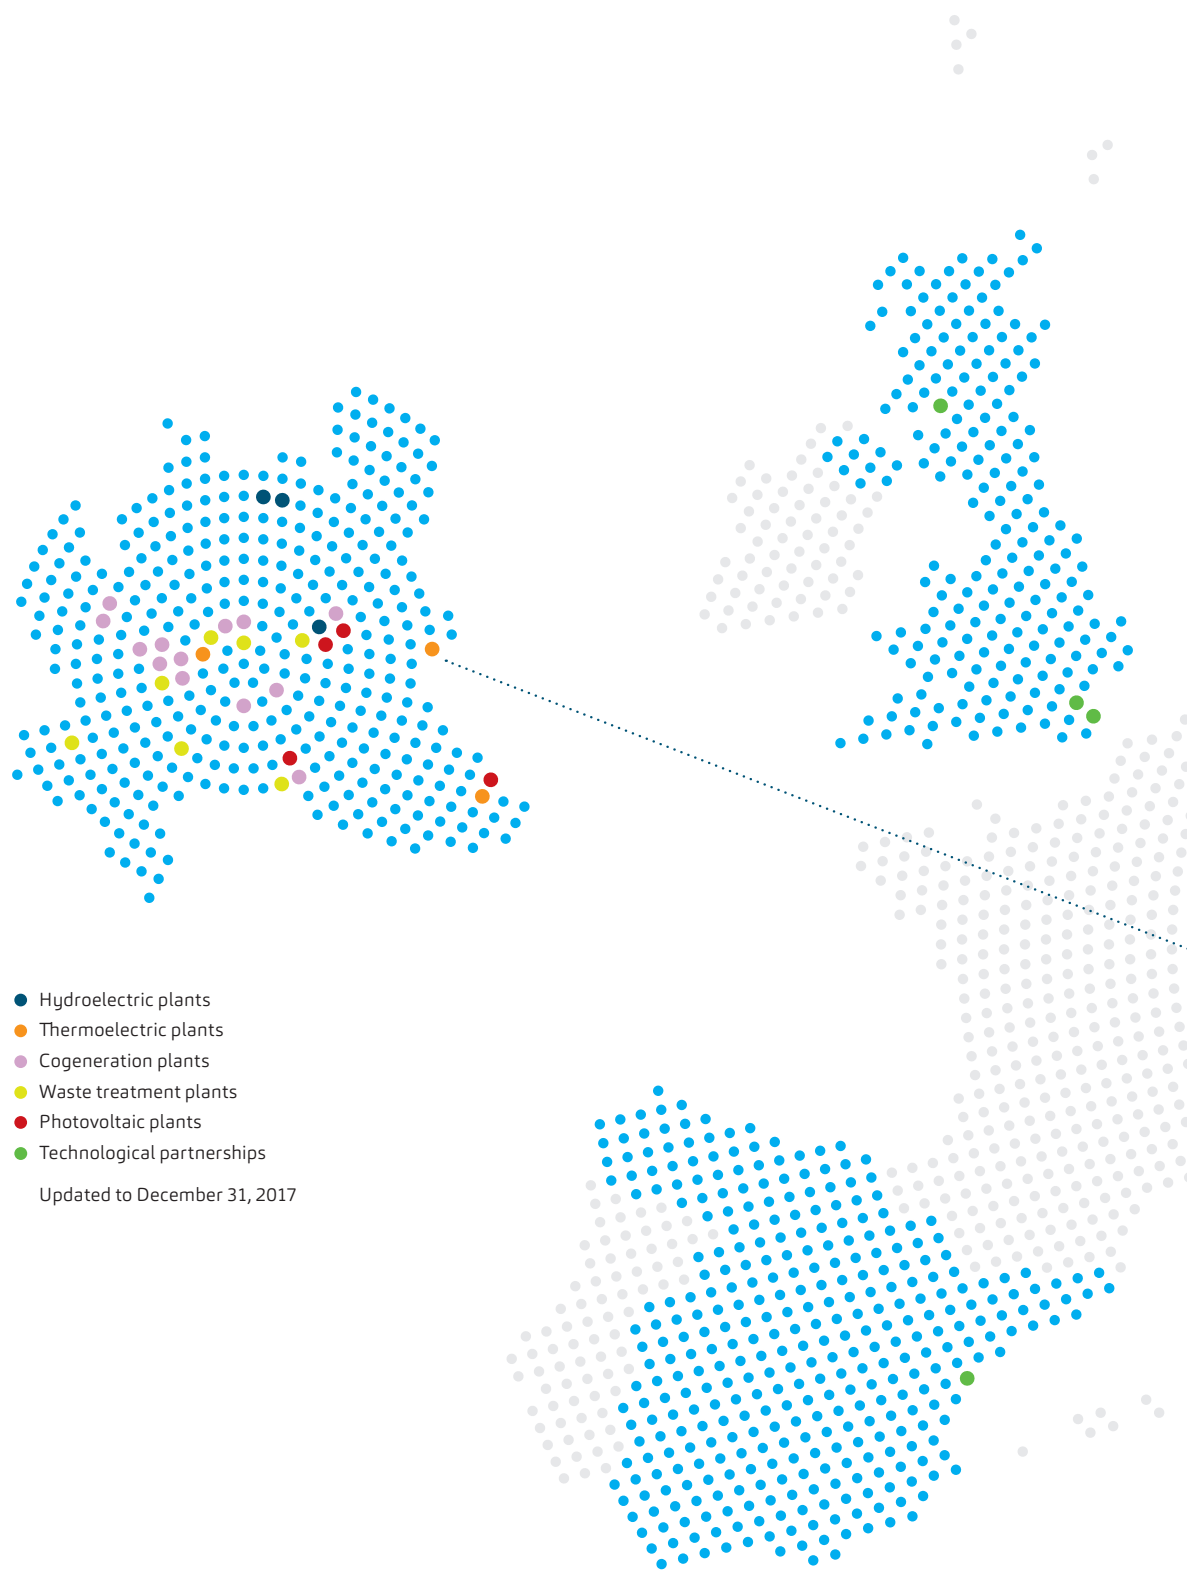 Hydroelectric plants
Thermoelectric plants
Cogeneration plants
Waste treatment plants
Photovoltaic plants
Technological partnerships
Updated to December 31, 2017